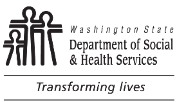 Washington State
Department of Social
& Health Services
Transforming lives